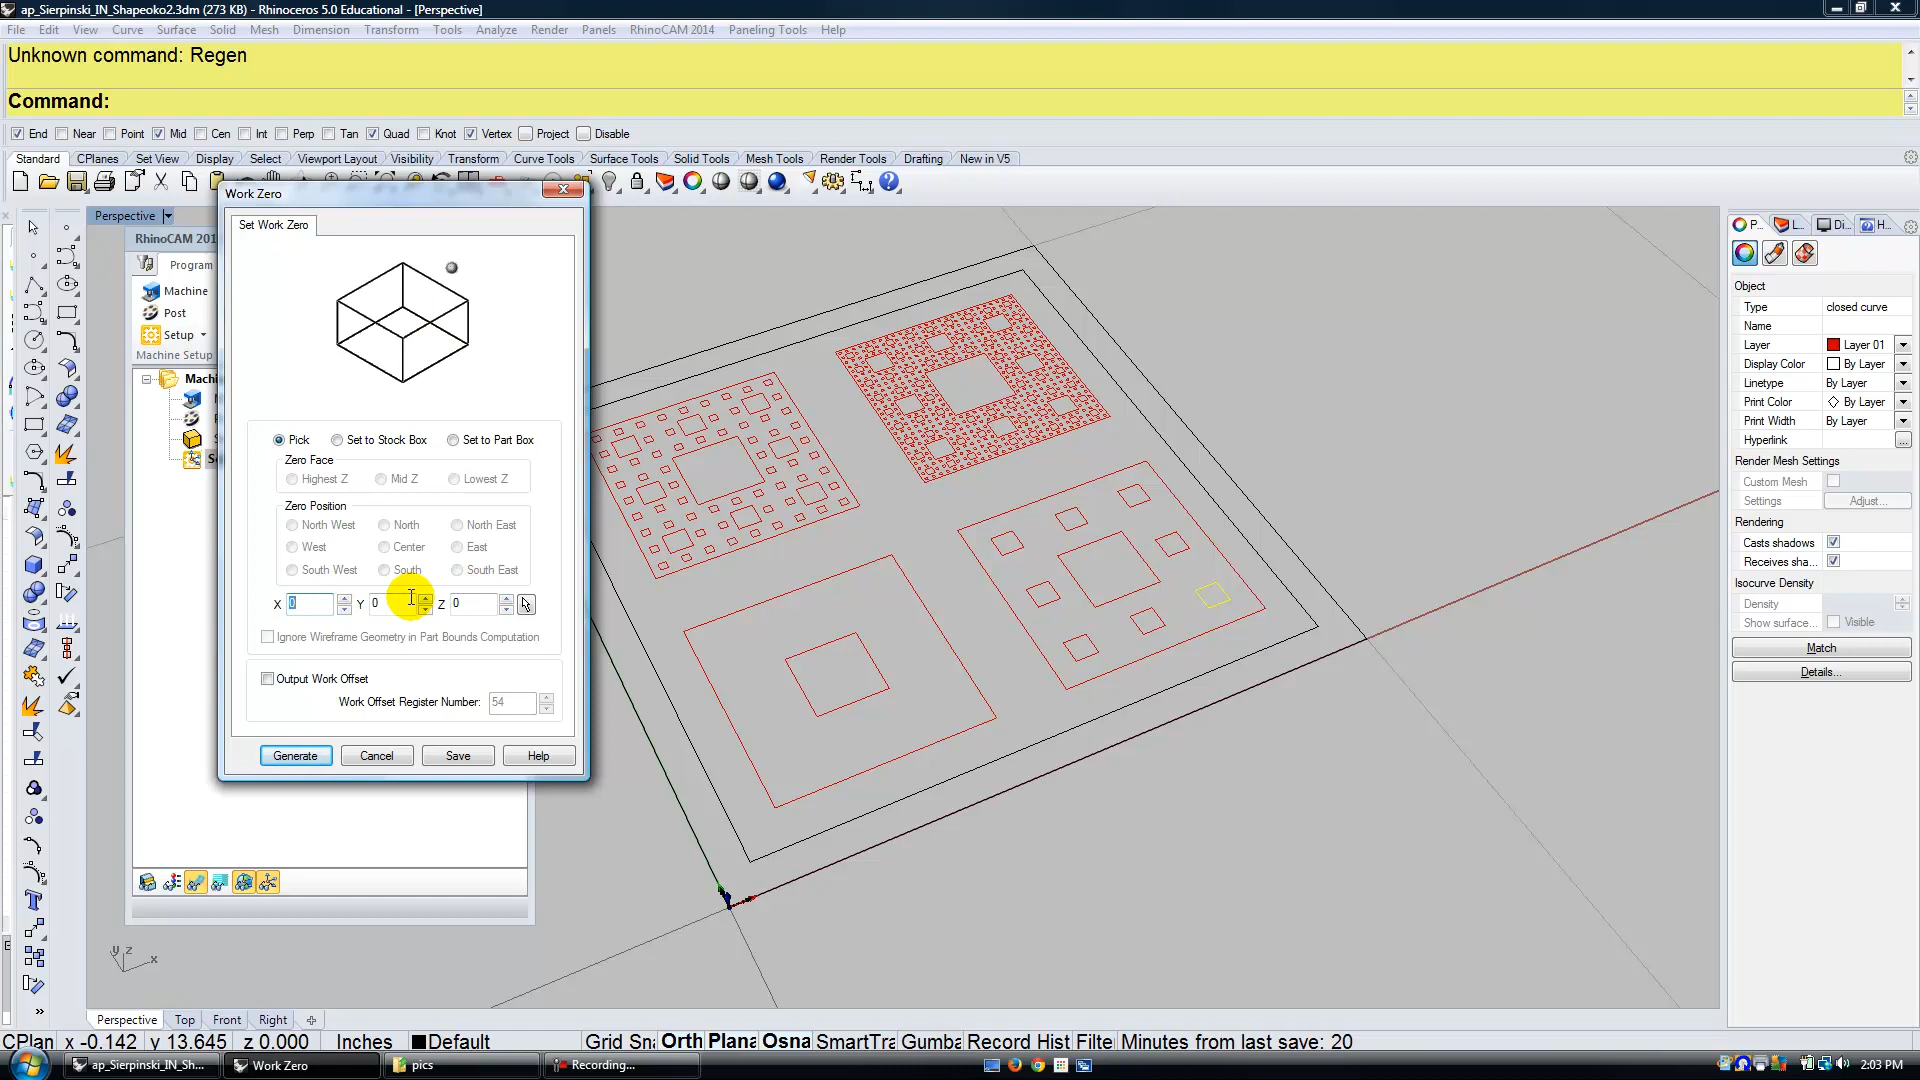 ap_Sierpinski_IN_Shapeoko2.3dm (273 KB) - Rhinoceros 5.0 Educational - [Perspective]
File Edit View Curve Surface Solid Mesh Dimension Transform Tools Analyze Render Panels RhinoCAM 2014 Paneling Tools Help
Unknown command: Regen
Command:
End Near Point Mid Cen Int Perp Tan Quad Knot Vertex Project Disable
Standard CPlanes Set View Display Select Viewport Layout Visibility Transform Curve Tools Surface Tools Solid Tools Mesh Tools Render Tools Drafting New in V5
Perspective
RhinoCAM 201
Program
Machine
Post
Setup
Machine Setup
Machi
Work Zero
Set Work Zero
Pick Set to Stock Box Set to Part Box
Zero Face
Highest Z Mid Z Lowest Z
Zero Position
North West North North East
West Center East
South West South South East
X 0 Y 0 Z 0
Ignore Wireframe Geometry in Part Bounds Computation
Output Work Offset
Work Offset Register Number: 54
Generate Cancel Save Help
P... L... Di... H...
Object
Type closed curve
Name
Layer Layer 01
Display Color By Layer
Linetype By Layer
Print Color By Layer
Print Width By Layer
Hyperlink ...
Render Mesh Settings
Custom Mesh
Settings Adjust...
Rendering
Casts shadows
Receives sha...
Isocurve Density
Density
Show surface... Visible
Match
Details...
y z x
Perspective Top Front Right
CPlan x -0.142 y 13.645 z 0.000 Inches Default Grid Sna Orth Plana Osna SmartTra Gumba Record Hist Filte Minutes from last save: 20
ap_Sierpinski_IN_Sh... Work Zero pics Recording... 2:03 PM